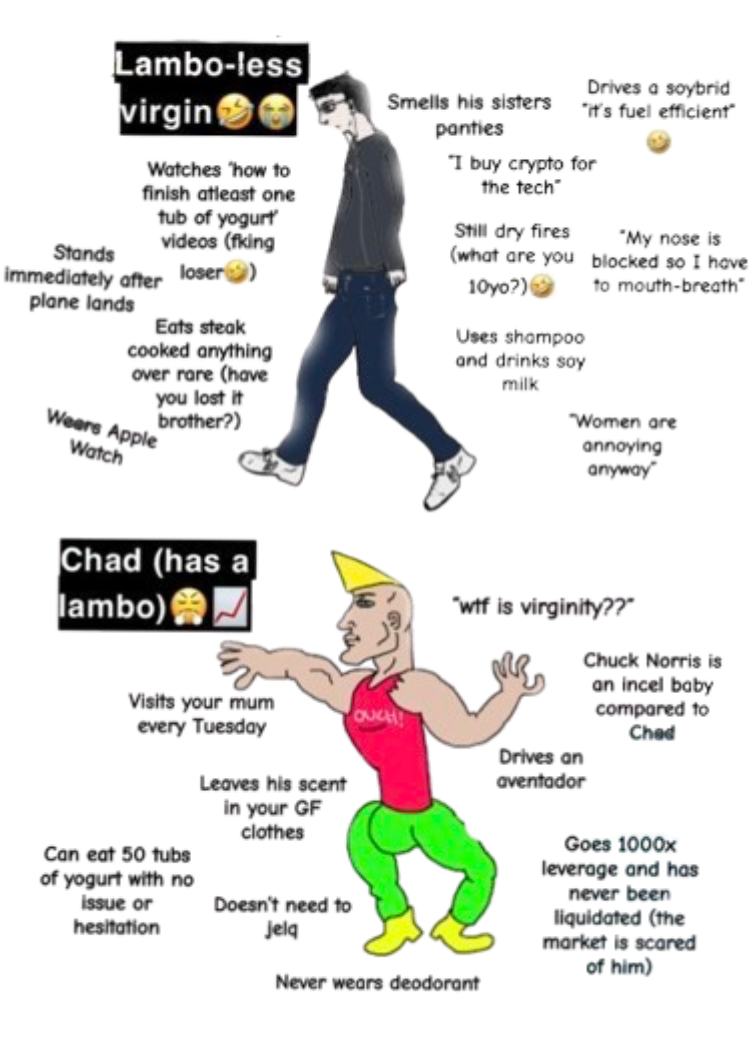 Lambo-less
virgin🤣😭
Smells his sisters
panties
Drives a soybrid
"it's fuel efficient"
🤣
Watches 'how to
finish atleast one
tub of yogurt'
videos (fking
loser🤣)
"I buy crypto for
the tech"
Stands
immediately after
plane lands
Still dry fires
(what are you
10yo?)🤣
"My nose is
blocked so I have
to mouth-breath"
Eats steak
cooked anything
over rare (have
you lost it
brother?)
Uses shampoo
and drinks soy
milk
Wears Apple
Watch
"Women are
annoying
anyway"
Chad (has a
lambo)😤📈
"wtf is virginity??"
Visits your mum
every Tuesday
OUCH!
Chuck Norris is
an incel baby
compared to
Chad
Drives an
aventador
Leaves his scent
in your GF
clothes
Can eat 50 tubs
of yogurt with no
issue or
hesitation
Doesn't need to
jelq
Goes 1000x
leverage and has
never been
liquidated (the
market is scared
of him)
Never wears deodorant